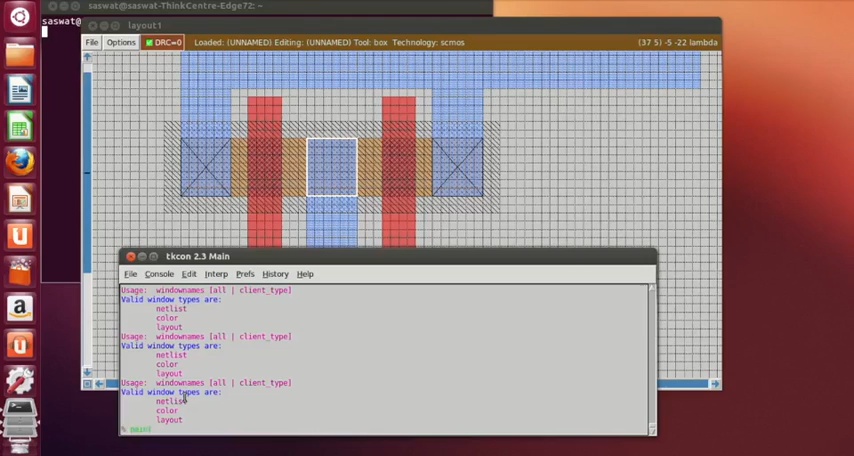 saswat@saswat-ThinkCentre-Edge72: ~
saswat@
layout1
File Options DRC=0 Loaded: (UNNAMED) Editing: (UNNAMED) Tool: box Technology: scmos (37 5) -5 -22 lambda
tkcon 2.3 Main
File Console Edit Interp Prefs History Help
Usage: windownames [all | client_type]
Valid window types are:
netlist
color
layout
Usage: windownames [all | client_type]
Valid window types are:
netlist
color
layout
Usage: windownames [all | client_type]
Valid window types are:
netlist
color
layout
%